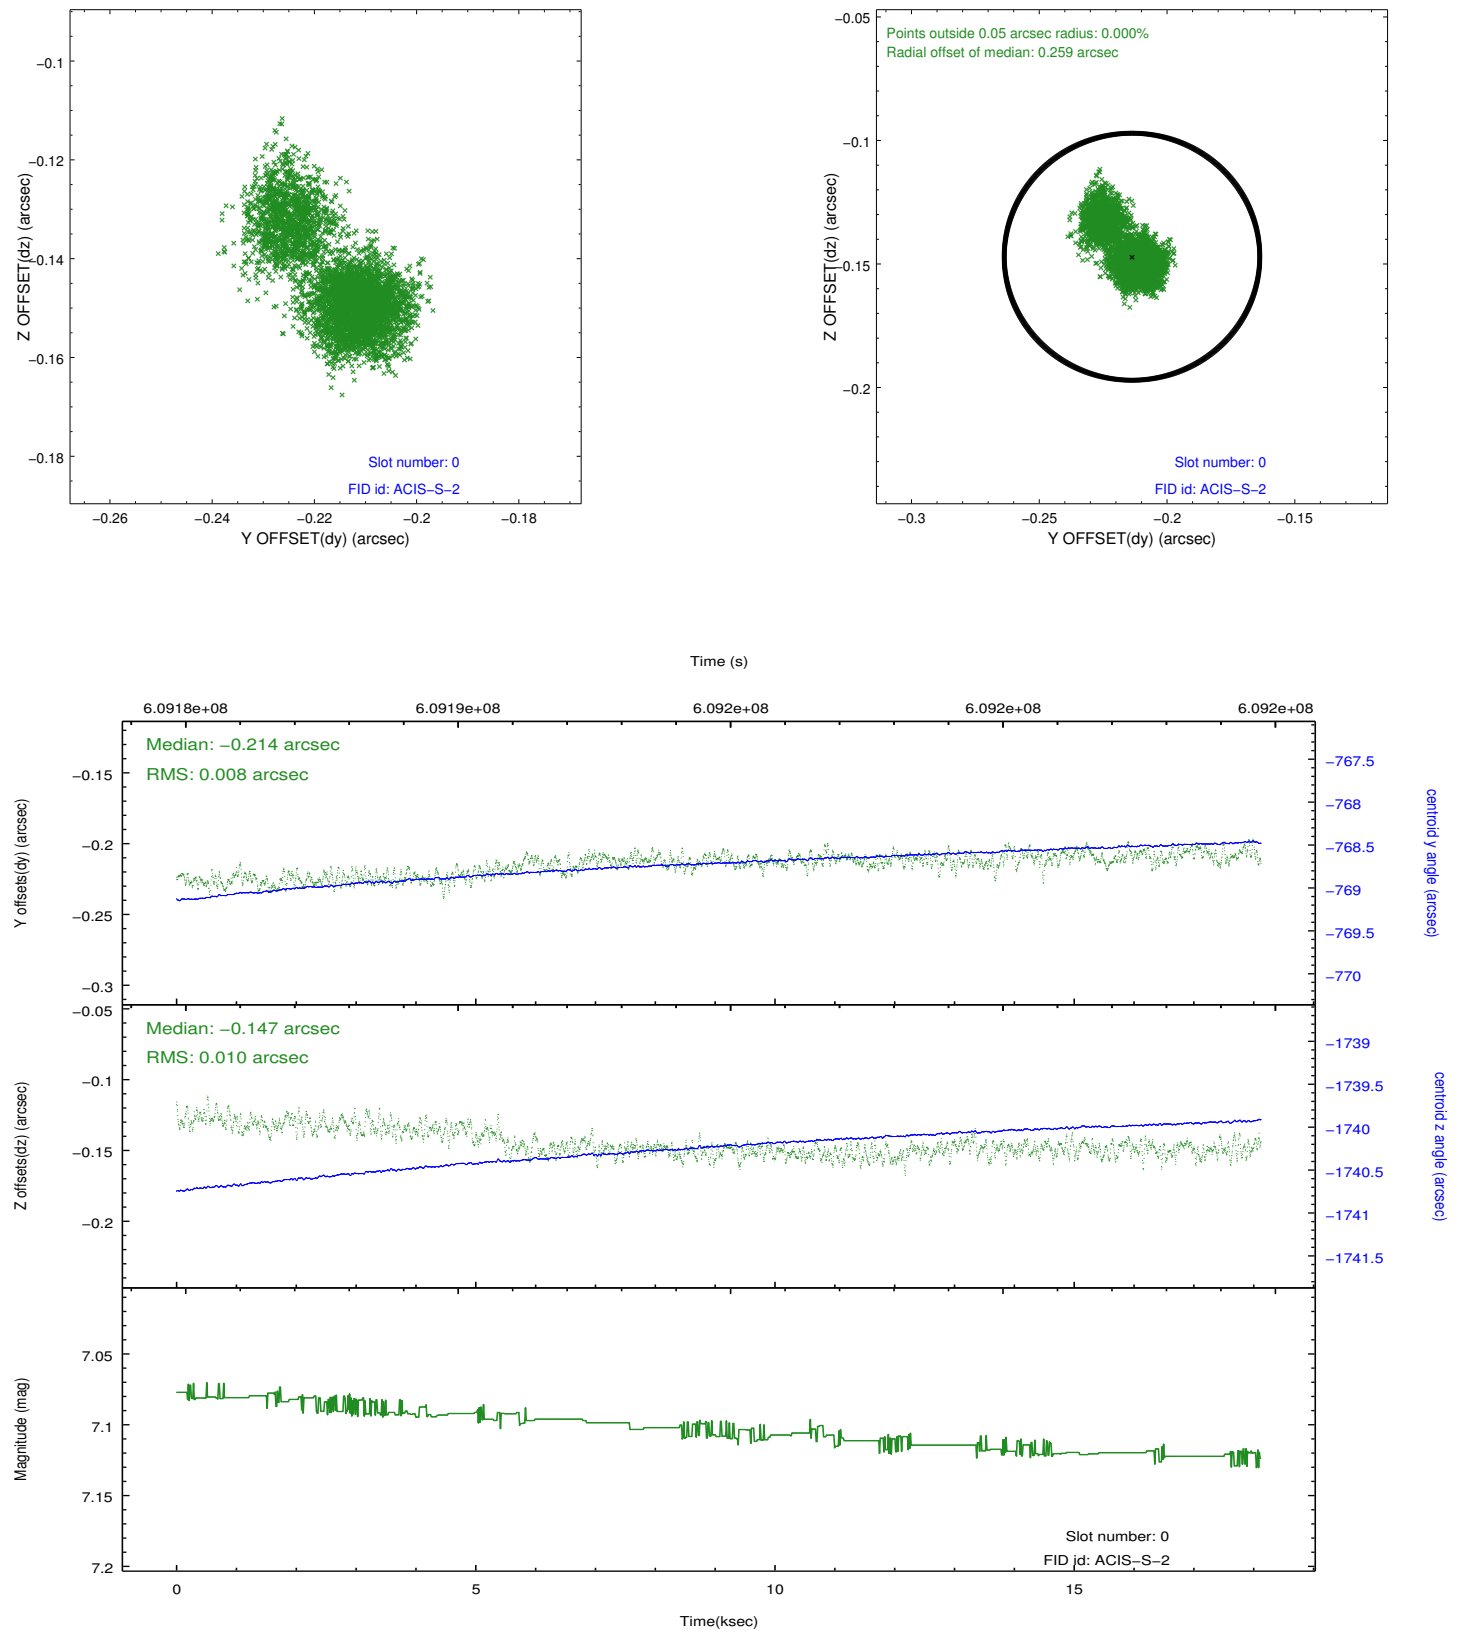 −0.1
−0.12
−0.14
−0.16
−0.18
Z OFFSET(dz) (arcsec)
Slot number: 0
FID id: ACIS−S−2
−0.26
−0.24
−0.22
−0.2
−0.18
Y OFFSET(dy) (arcsec)
−0.05
−0.1
−0.15
−0.2
Z OFFSET(dz) (arcsec)
Points outside 0.05 arcsec radius: 0.000%
Radial offset of median: 0.259 arcsec
Slot number: 0
FID id: ACIS−S−2
−0.3
−0.25
−0.2
−0.15
Y OFFSET(dy) (arcsec)
Time (s)
6.0918e+08
6.0919e+08
6.092e+08
6.092e+08
6.092e+08
Median: −0.214 arcsec
RMS: 0.008 arcsec
−0.15
−0.2
−0.25
−0.3
Y offsets(dy) (arcsec)
−767.5
−768
−768.5
−769
−769.5
−770
centroid y angle (arcsec)
Median: −0.147 arcsec
RMS: 0.010 arcsec
−0.05
−0.1
−0.15
−0.2
Z offsets(dz) (arcsec)
−1739
−1739.5
−1740
−1740.5
−1741
−1741.5
centroid z angle (arcsec)
7.05
7.1
7.15
7.2
Magnitude (mag)
Slot number: 0
FID id: ACIS−S−2
0
5
10
15
Time(ksec)